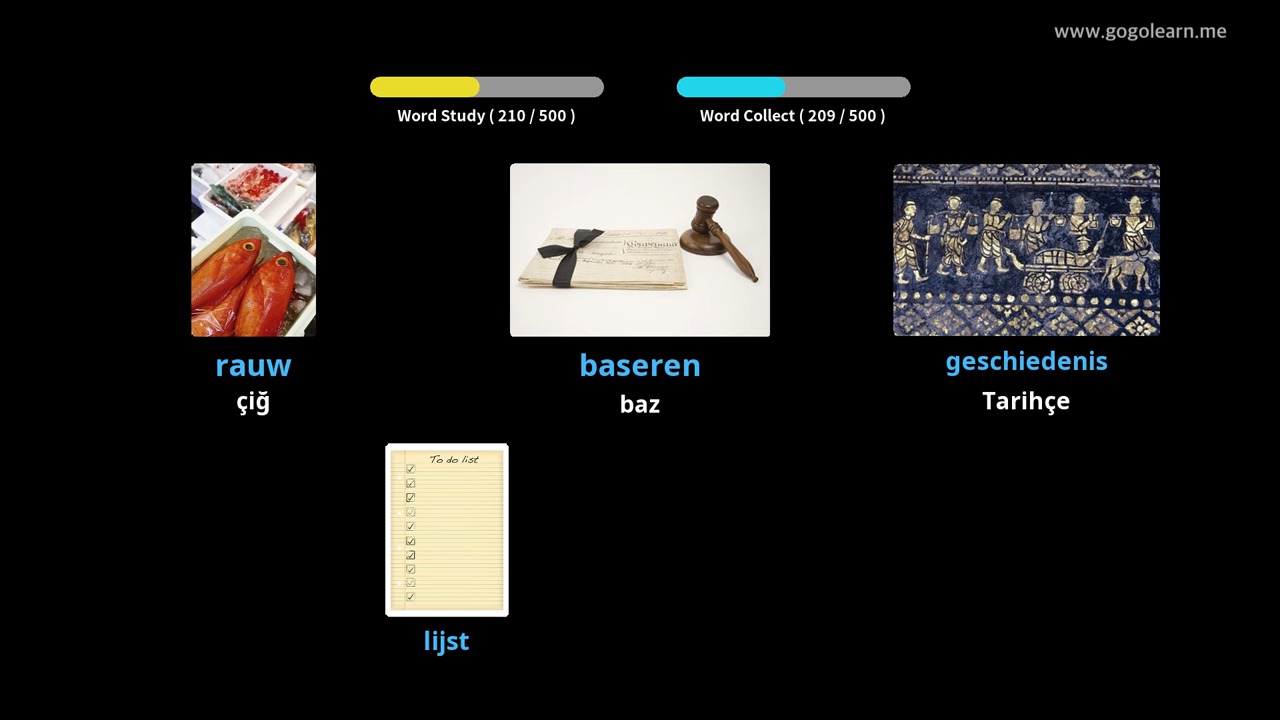 www.gogolearn.me
Word Study ( 210 / 500 )
Word Collect ( 209 / 500 )
rauw
baseren
geschiedenis
çiğ
baz
Tarihçe
To do list
lijst